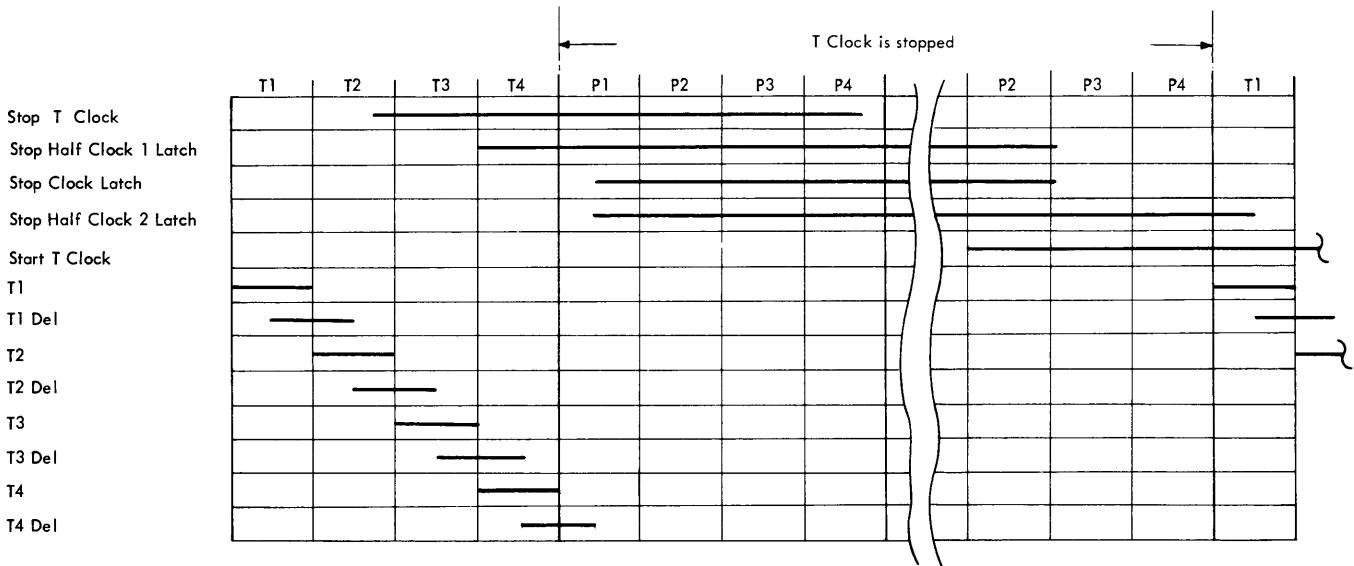 T Clock is stopped
T1 T2 T3 T4 P1 P2 P3 P4 P2 P3 P4 T1
Stop T Clock
Stop Half Clock 1 Latch
Stop Clock Latch
Stop Half Clock 2 Latch
Start T Clock
T1
T1 Del
T2
T2 Del
T3
T3 Del
T4
T4 Del